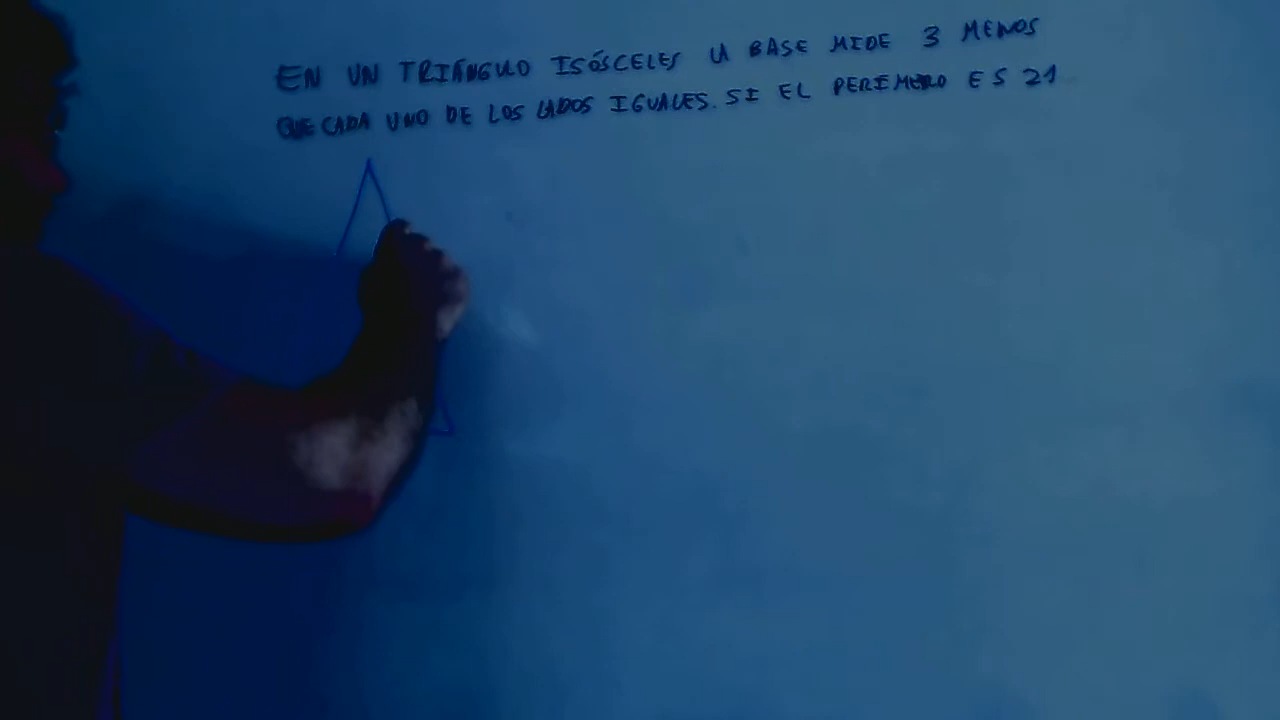 EN UN TRIÁNGULO ISÓSCELES LA BASE MIDE 3 MENOS
QUE CADA UNO DE LOS LADOS IGUALES. SI EL PERIMETRO ES 21